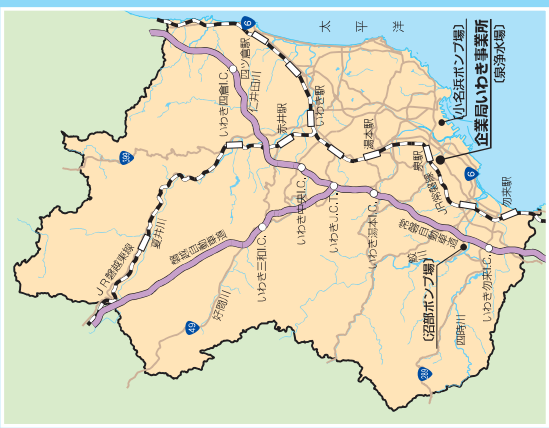 太平洋
6
四ツ倉駅
いわき四倉I.C.
仁井田川
399
赤井駅
いわき駅
〔小名浜ポンプ場〕
企業局いわき事業所
〔泉浄水場〕
湯本駅
泉駅
JR常磐線
6
勿来駅
夏井川
JR磐越東線
磐越自動車道
いわき中央I.C.
いわきJ.C.T.
いわき三和I.C.
いわき湯本I.C.
常磐自動車道
鮫川
49
好間川
〔沼部ポンプ場〕
いわき勿来I.C.
四時川
289